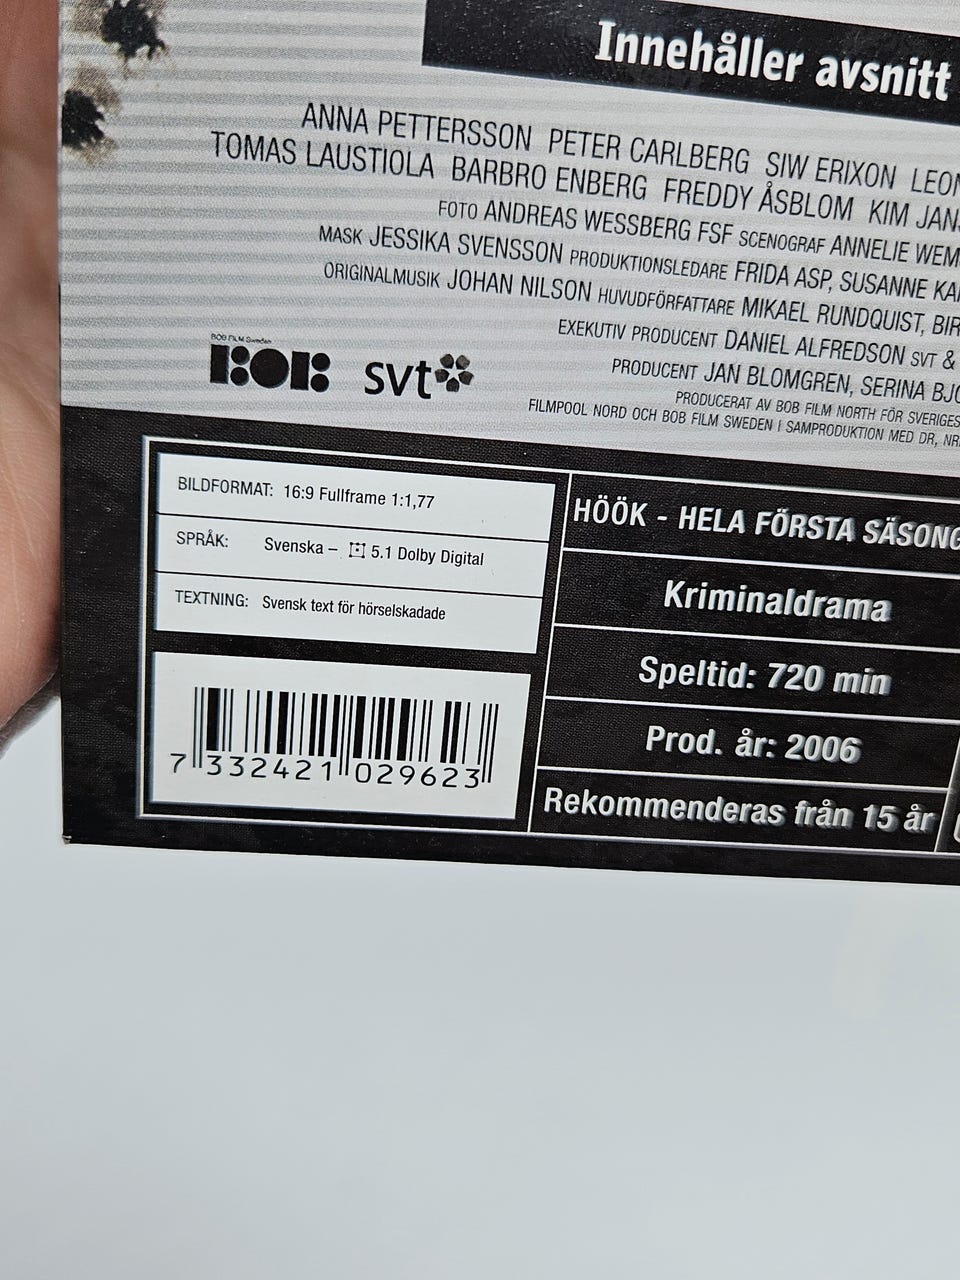 Innehåller avsnitt
ANNA PETTERSSON PETER CARLBERG SIW ERIXON
TOMAS LAUSTIOLA BARBRO ENBERG FREDDY ÅSBLOM KIM
FOTO ANDREAS WESSBERG FSF SCENOGRAF ANNELIE
MASK JESSIKA SVENSSON PRODUKTIONSLEDARE FRIDA ASP, SUSANNE
ORIGINALMUSIK JOHAN NILSON HUVUDFÖRFATTARE MIKAEL RUNDQUIST,
EXEKUTIV PRODUCENT DANIEL ALFREDSON SVT &
PRODUCENT JAN BLOMGREN, SERINA
PRODUCERAT AV BOB FILM NORTH FÖR SVERIGES
FILMPOOL NORD OCH BOB FILM SWEDEN I SAMPRODUKTION MED DR,
BOB FILM Sweden
BOB
svt
BILDFORMAT: 16:9 Fullframe 1:1,77
SPRÅK: Svenska – 5.1 Dolby Digital
TEXTNING: Svensk text för hörselskadade
7 332421 029623
HÖÖK - HELA FÖRSTA SÄSONG
Kriminaldrama
Speltid: 720 min
Prod. år: 2006
Rekommenderas från 15 år